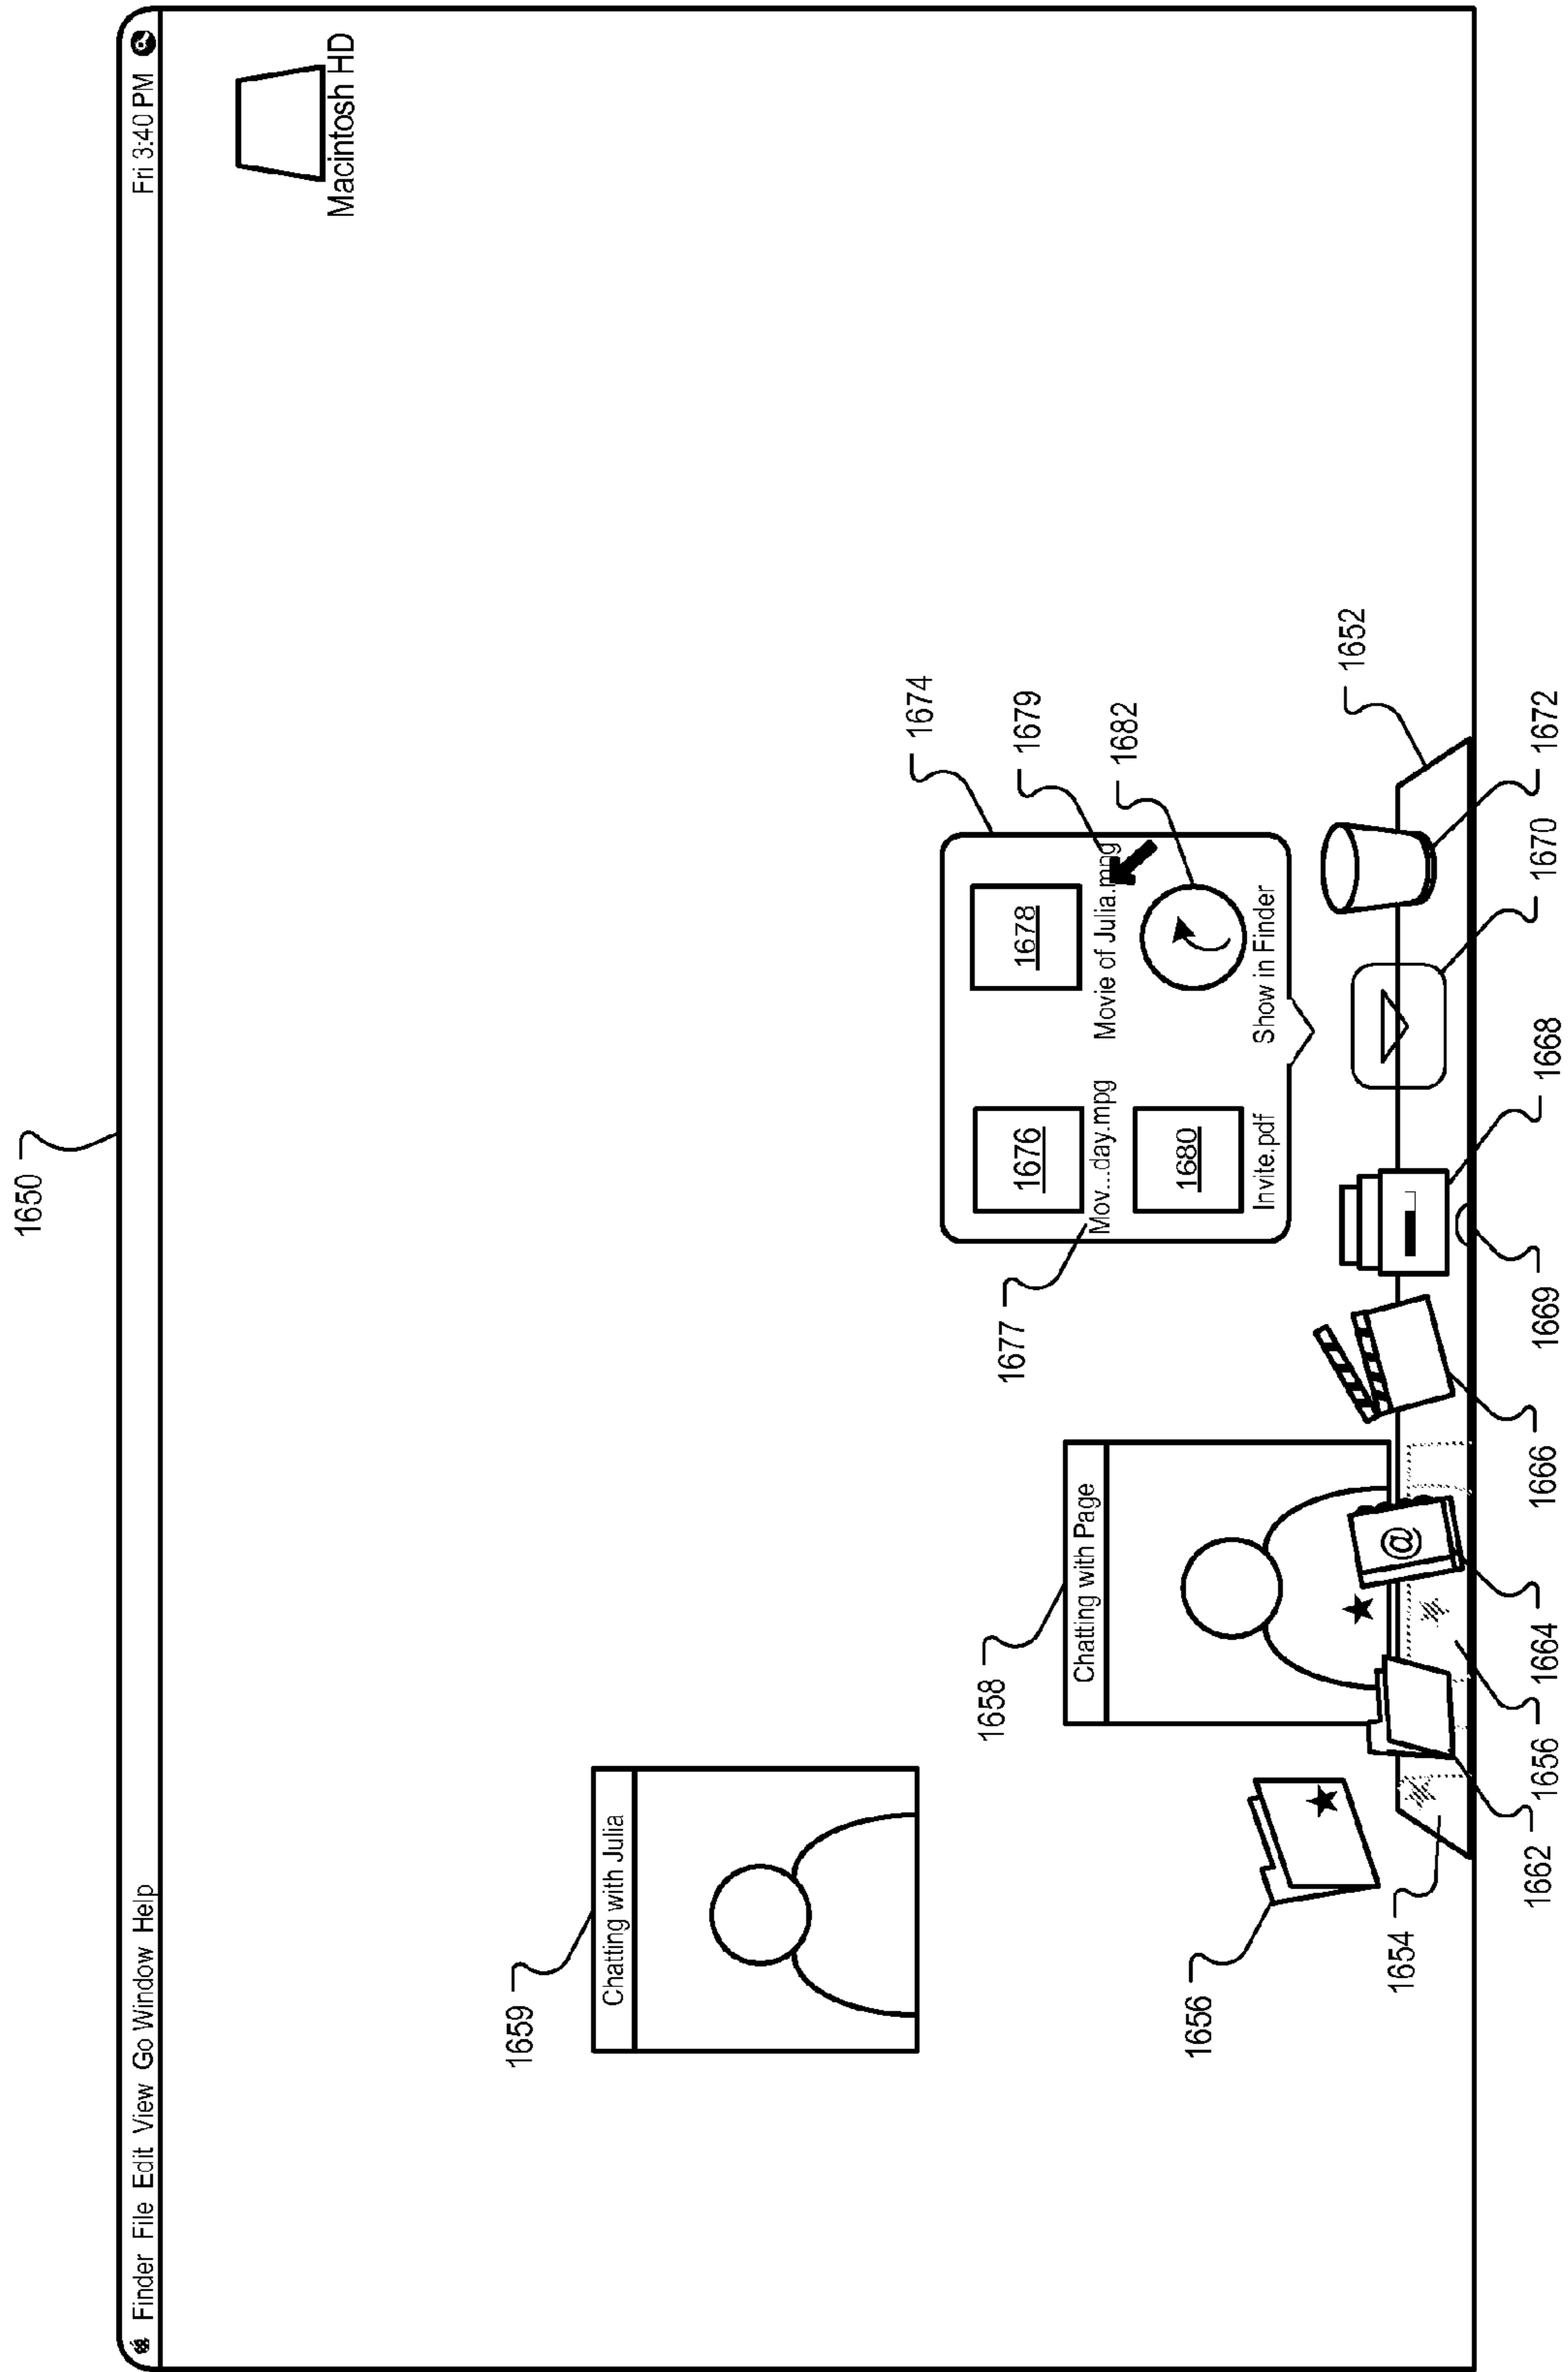 1650
Finder File Edit View Go Window Help
Fri 3:40 PM
Macintosh HD
1659
Chatting with Julia
1658
Chatting with Page
1674
1679
1682
1676
1678
Mov...day.mpg
Movie of Julia.mpg
1677
1680
Invite.pdf
Show in Finder
1652
1656
@
1654
1662
1656
1664
1666
1669
1668
1670
1672